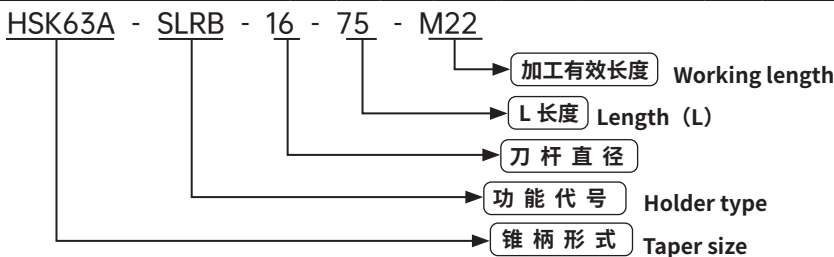 HSK63A - SLRB - 16 - 75 - M22
加工有效长度 Working length
L 长度 Length（L）
刀杆直径
功能代号 Holder type
锥柄形式 Taper size